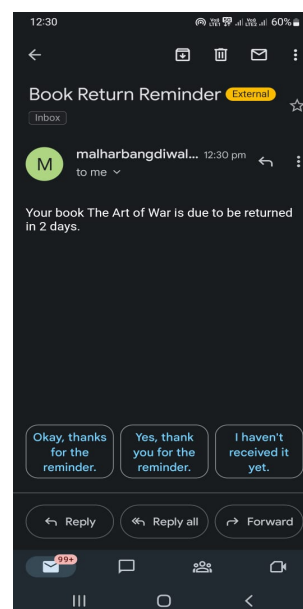 12:30
60%
Book Return Reminder External
Inbox
M
malharbangdiwal... 12:30 pm
to me
Your book The Art of War is due to be returned
in 2 days.
Okay, thanks
for the
reminder.
Yes, thank
you for the
reminder.
I haven't
received it
yet.
Reply
Reply all
Forward
99+